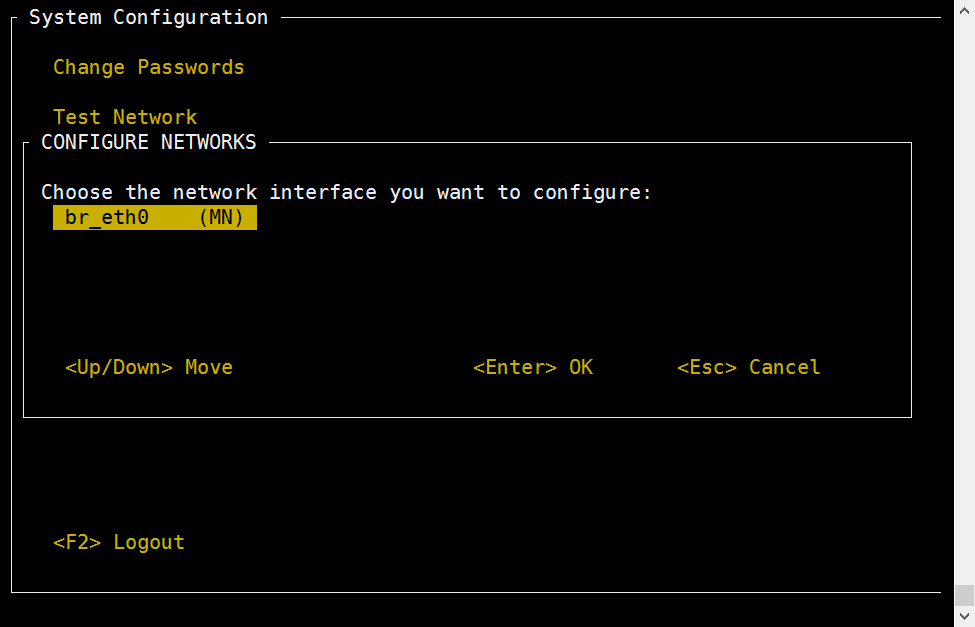 System Configuration
Change Passwords
Test Network
CONFIGURE NETWORKS
Choose the network interface you want to configure:
br_eth0    (MN)
<Up/Down> Move    <Enter> OK    <Esc> Cancel
<F2> Logout